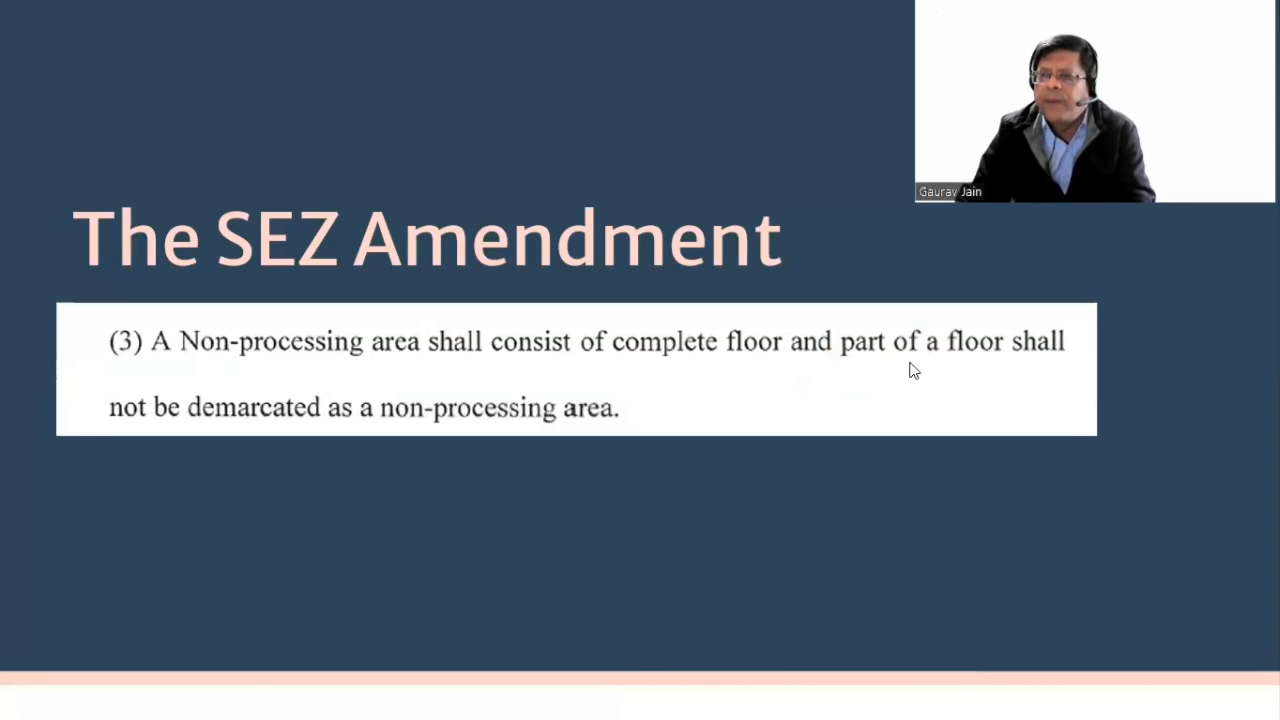 Gaurav Jain
The SEZ Amendment
(3) A Non-processing area shall consist of complete floor and part of a floor shall
not be demarcated as a non-processing area.